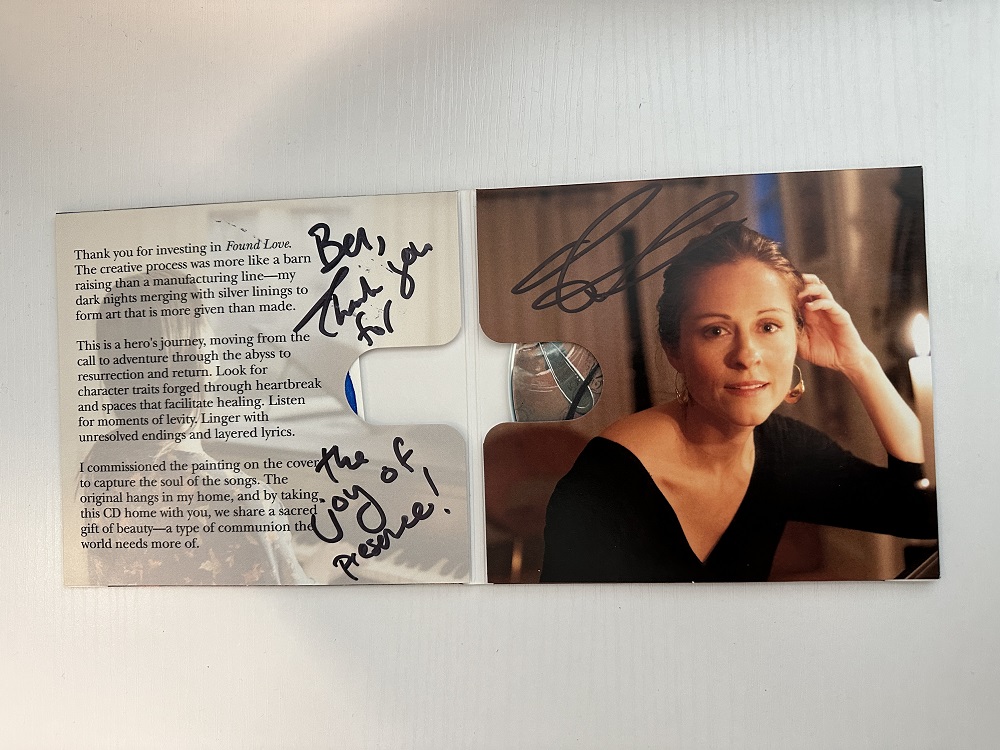 Thank you for investing in Found Love.
The creative process was more like a barn
raising than a manufacturing line—my
dark nights merging with silver linings to
form art that is more given than made.
This is a hero's journey, moving from the
call to adventure through the abyss to
resurrection and return. Look for
character traits forged through heartbreak
and spaces that facilitate healing. Listen
for moments of levity. Linger with
unresolved endings and layered lyrics.
I commissioned the painting on the cover
to capture the soul of the songs. The
original hangs in my home, and by taking
this CD home with you, we share a sacred
gift of beauty—a type of communion the
world needs more of.
Ben,
Thank you
for
the
joy of
presence!